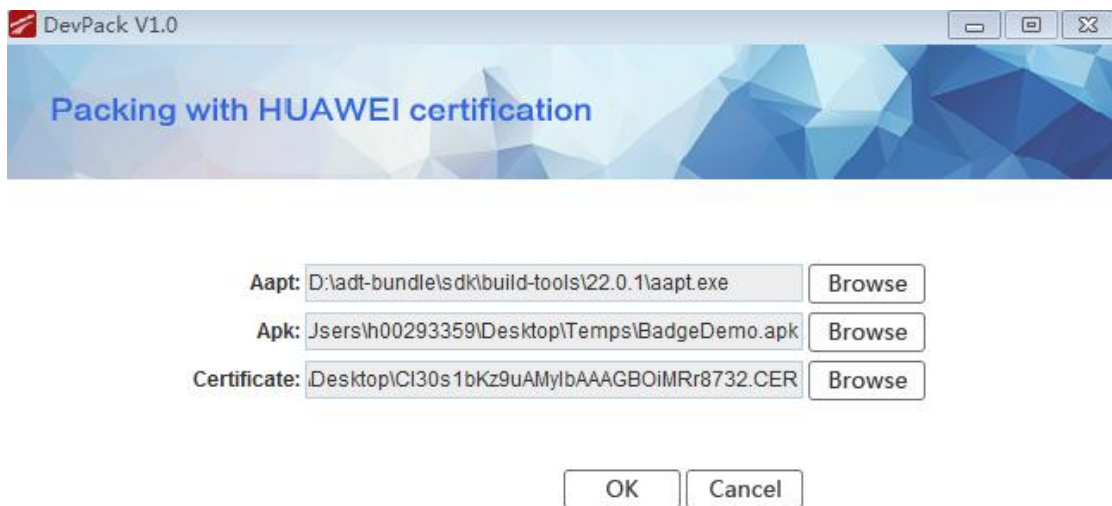 DevPack V1.0
Packing with HUAWEI certification
Aapt: D:\adt-bundle\sdk\build-tools\22.0.1\aapt.exe Browse
Apk: Jsers\h00293359\Desktop\Temps\BadgeDemo.apk Browse
Certificate: Desktop\CI30s1bKz9uAMyIbAAAGBOiMRr8732.CER Browse
OK Cancel